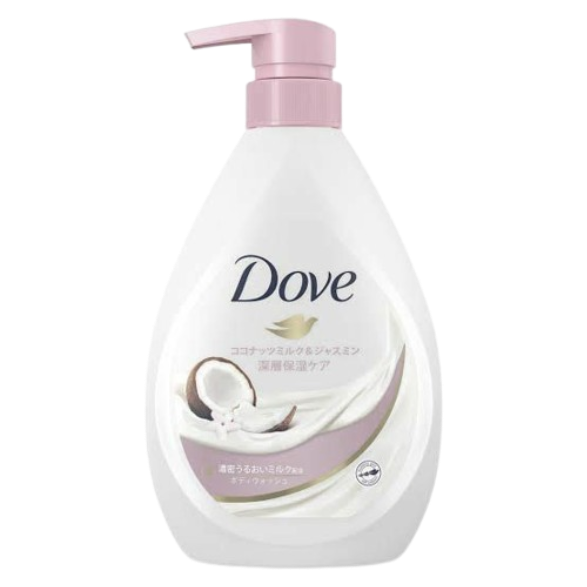 Dove
ココナッツミルク＆ジャスミン
深層保湿ケア
濃密うるおいミルク配合
ボディウォッシュ